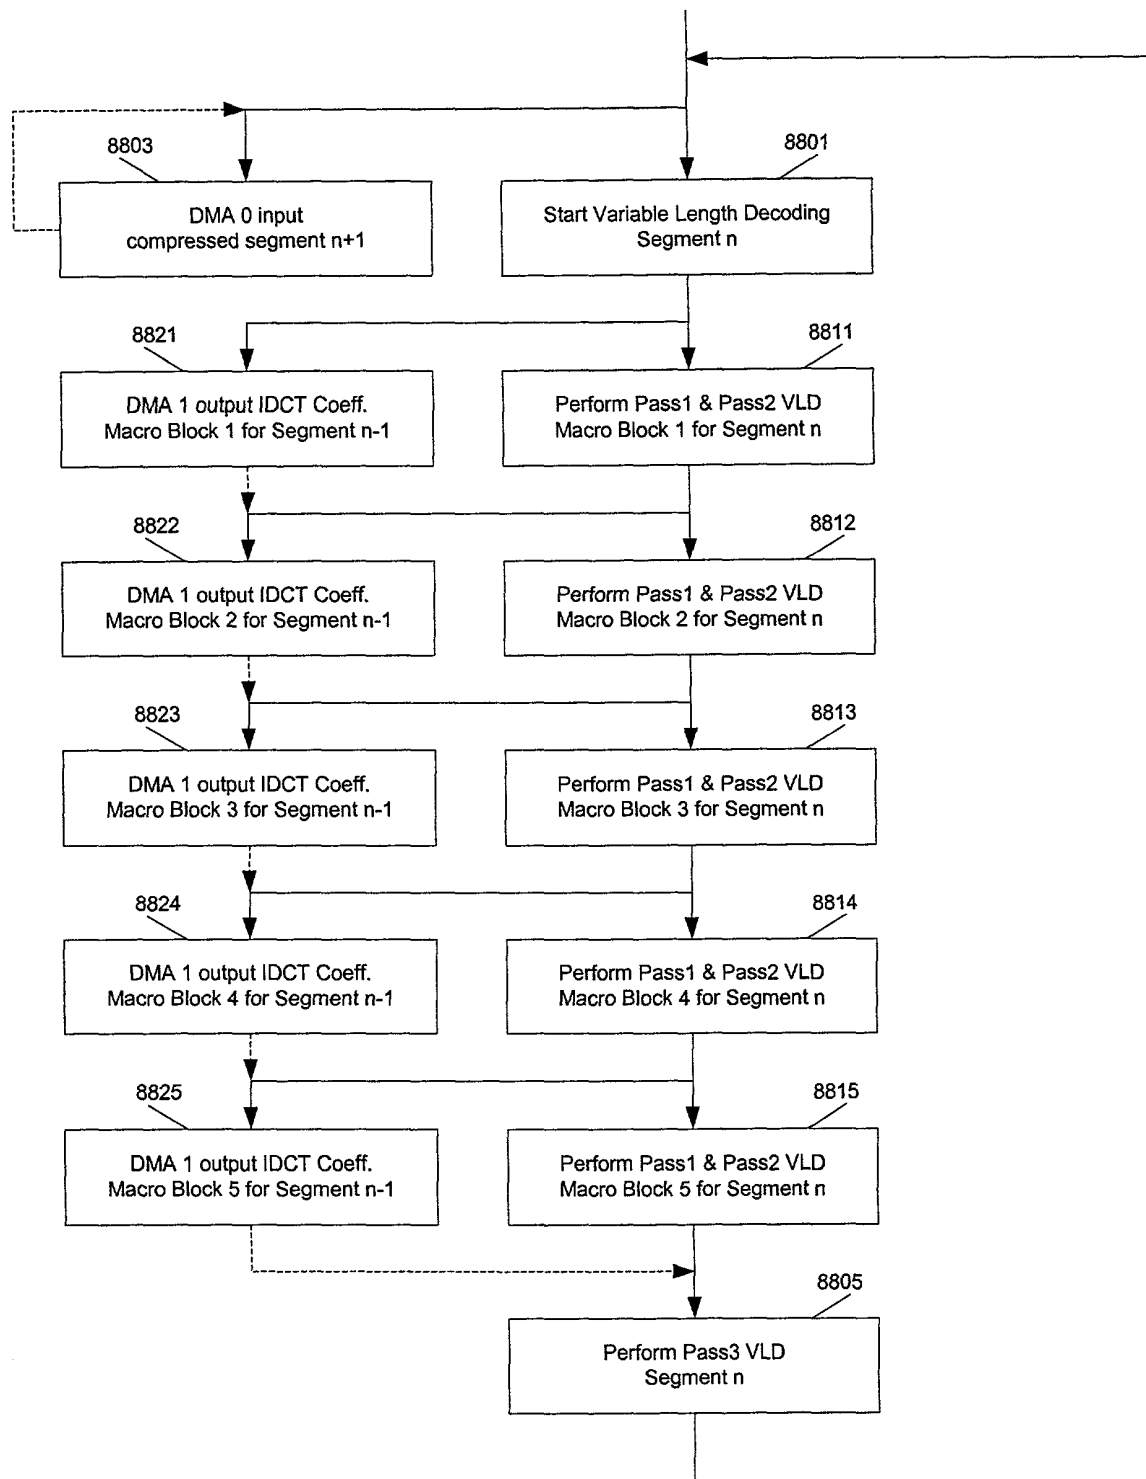 8803
DMA 0 input
compressed segment n+1
8801
Start Variable Length Decoding
Segment n
8821
DMA 1 output IDCT Coeff.
Macro Block 1 for Segment n-1
8811
Perform Pass1 & Pass2 VLD
Macro Block 1 for Segment n
8822
DMA 1 output IDCT Coeff.
Macro Block 2 for Segment n-1
8812
Perform Pass1 & Pass2 VLD
Macro Block 2 for Segment n
8823
DMA 1 output IDCT Coeff.
Macro Block 3 for Segment n-1
8813
Perform Pass1 & Pass2 VLD
Macro Block 3 for Segment n
8824
DMA 1 output IDCT Coeff.
Macro Block 4 for Segment n-1
8814
Perform Pass1 & Pass2 VLD
Macro Block 4 for Segment n
8825
DMA 1 output IDCT Coeff.
Macro Block 5 for Segment n-1
8815
Perform Pass1 & Pass2 VLD
Macro Block 5 for Segment n
8805
Perform Pass3 VLD
Segment n